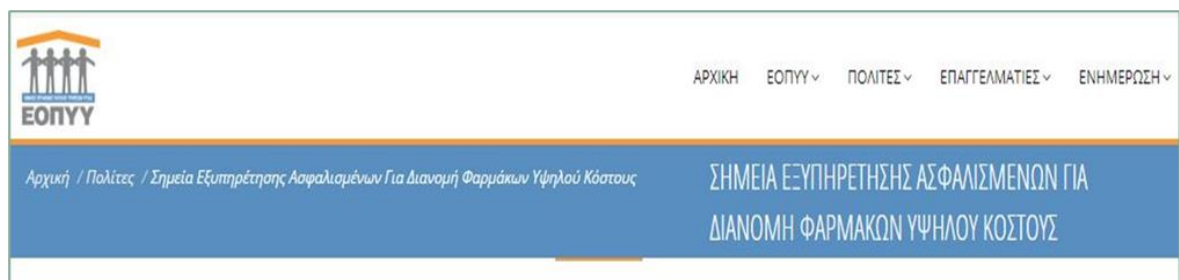 ΑΡΧΙΚΗ ΕΟΠΥΥ ΠΟΛΙΤΕΣ ΕΠΑΓΓΕΛΜΑΤΙΕΣ ΕΝΗΜΕΡΩΣΗ
ΕΟΠΥΥ
Αρχική / Πολίτες / Σημεία Εξυπηρέτησης Ασφαλισμένων Για Διανομή Φαρμάκων Υψηλού Κόστους
ΣΗΜΕΙΑ ΕΞΥΠΗΡΕΤΗΣΗΣ ΑΣΦΑΛΙΣΜΕΝΩΝ ΓΙΑ
ΔΙΑΝΟΜΗ ΦΑΡΜΑΚΩΝ ΥΨΗΛΟΥ ΚΟΣΤΟΥΣ